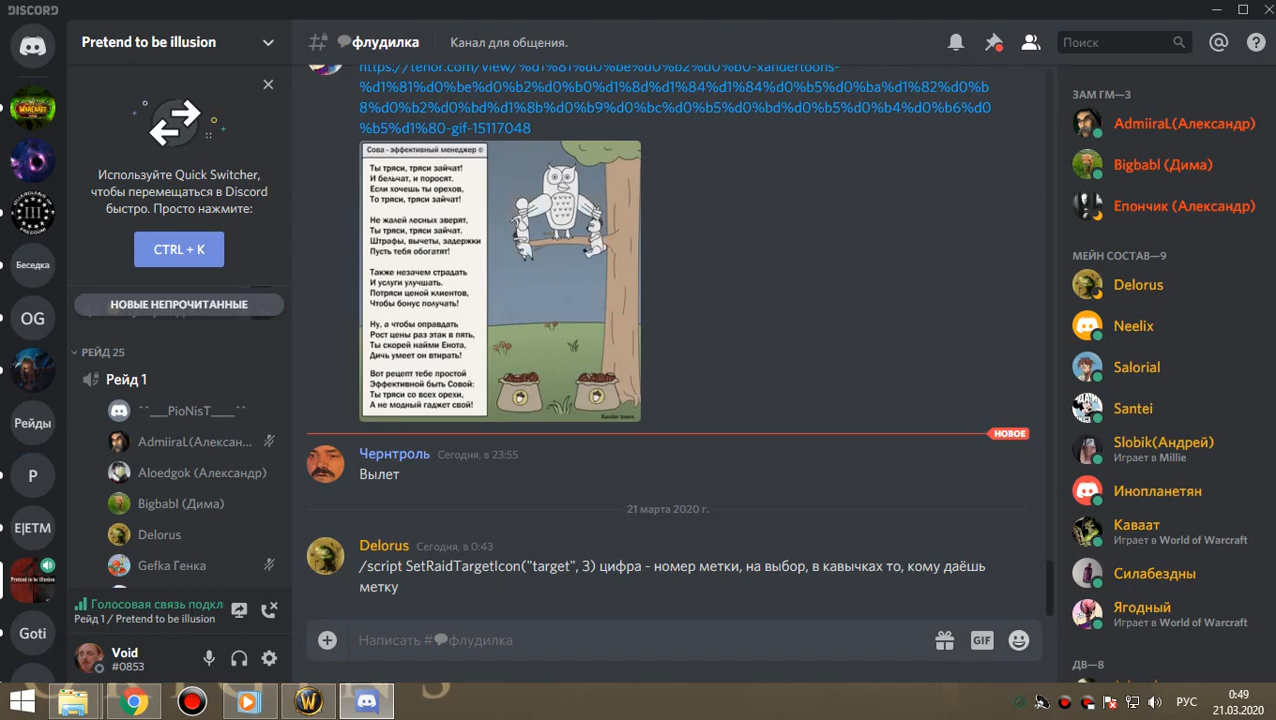 DISCORD
Pretend to be illusion
Используйте Quick Switcher,
чтобы перемещаться в Discord
быстро. Просто нажмите:
CTRL + K
НОВЫЕ НЕПРОЧИТАННЫЕ
РЕЙД 25
Рейд 1
^^___PioNisT____^^
AdmiiraL(Алексан...
Aloedgok (Александр)
Bigbabl (Дима)
Delorus
Gefka Генка
Голосовая связь подкл
Рейд 1 / Pretend to be illusion
Void
#0853
III
Беседка
OG
Рейды
P
E|ETM
Pretend to be illusion
Goti
флудилка
Канал для общения.
Поиск
https://tenor.com/view/%d1%81%d0%be%d0%b2%d0%b0-xandertoons-
%d1%81%d0%be%d0%b2%d0%b0%d1%8d%d1%84%d1%84%d0%b5%d0%ba%d1%82%d0%b
8%d0%b2%d0%bd%d1%8b%d0%b9%d0%bc%d0%b5%d0%bd%d0%b5%d0%b4%d0%b6%d0
%b5%d1%80-gif-15117048
Сова - эффективный менеджер ©
Ты тряси, тряси зайчат!
И бельчат, и поросят.
Если хочешь ты орехов,
То тряси, тряси зайчат!
Не жалей лесных зверят,
Ты тряси, тряси зайчат.
Штрафы, вычеты, задержки
Пусть тебя обогатят!
Также незачем страдать
И услуги улучшать.
Потряси ценой клиентов,
Чтобы бонус получать!
Ну, а чтобы оправдать
Рост цены раз этак в пять,
Ты скорей найми Енота,
Дичь умеет он втирать!
Вот рецепт тебе простой
Эффективной быть Совой:
Ты тряси со всех орехи,
А не модный гаджет свой!
НОВОЕ
Чернтроль Сегодня, в 23:55
Вылет
21 марта 2020 г.
Delorus Сегодня, в 0:43
/script SetRaidTargetIcon("target", 3) цифра - номер метки, на выбор, в кавычках то, кому даёшь
метку
Написать #флудилка
GIF
ЗАМ ГМ—3
AdmiiraL(Александр)
Bigbabl (Дима)
Епончик (Александр)
МЕЙН СОСТАВ—9
Delorus
Neelix
Salorial
Santei
Slobik(Андрей)
Играет в Millie
Инопланетян
Каваат
Играет в World of Warcraft
Силабездны
Ягодный
Играет в World of Warcraft
ДВ—8
РУС
0:49
21.03.2020